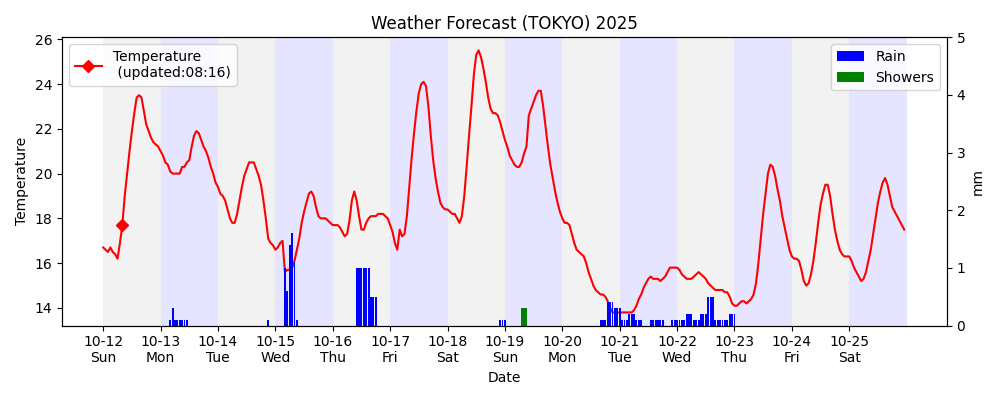 Weather Forecast (TOKYO) 2025
Temperature
(updated:08:16)
Rain
Showers
Temperature
26
24
22
20
18
16
14
5
4
3
2
1
0
mm
10-12 10-13 10-14 10-15 10-16 10-17 10-18 10-19 10-20 10-21 10-22 10-23 10-24 10-25
Sun Mon Tue Wed Thu Fri Sat Sun Mon Tue Wed Thu Fri Sat
Date